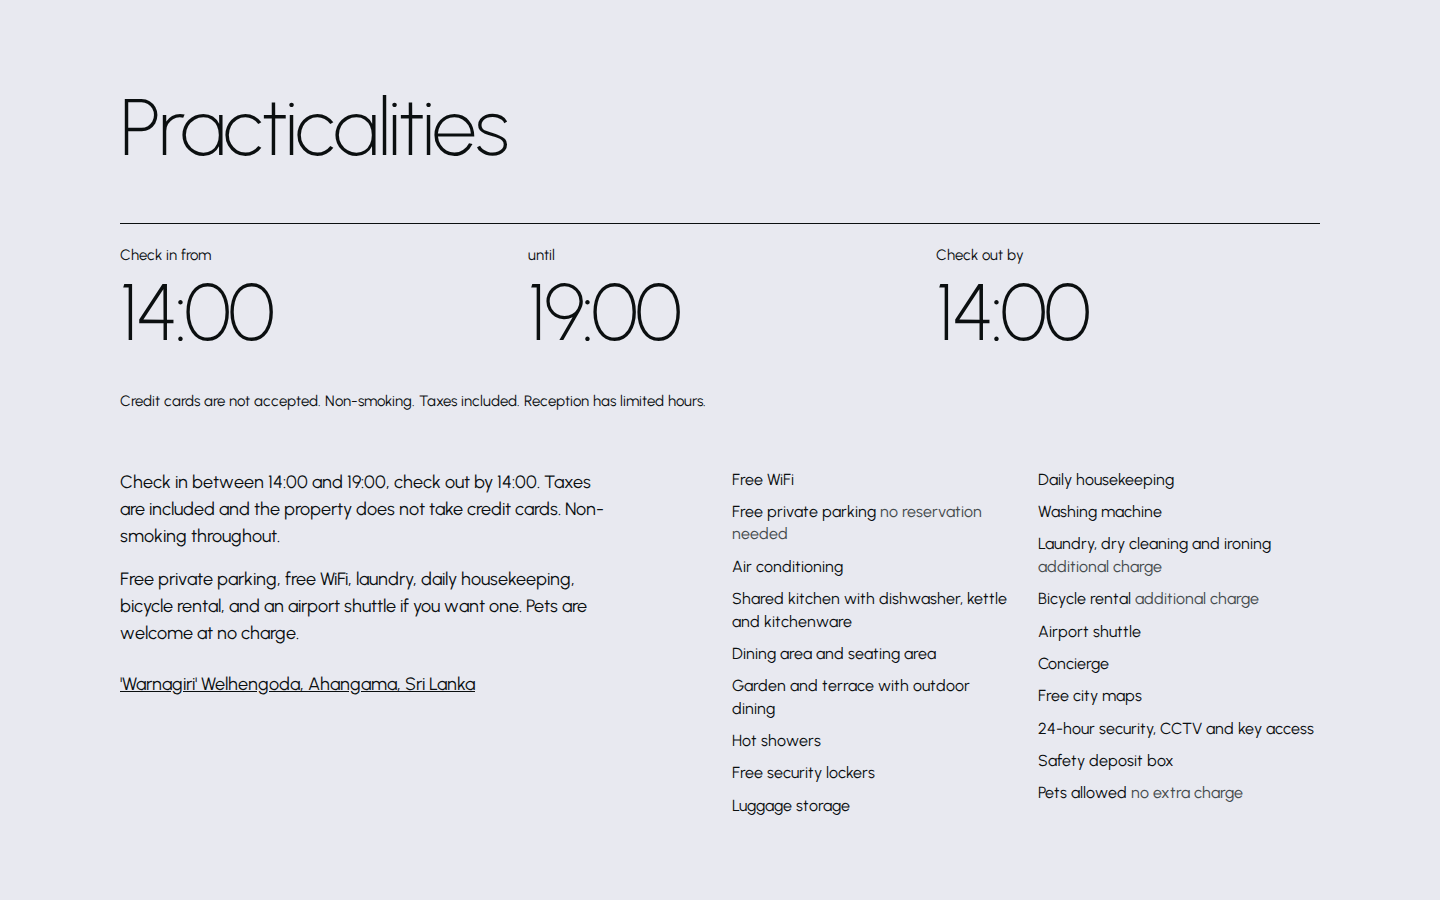 Practicalities
Check in from
14:00
until
19:00
Check out by
14:00
Credit cards are not accepted. Non-smoking. Taxes included. Reception has limited hours.
Check in between 14:00 and 19:00, check out by 14:00. Taxes
are included and the property does not take credit cards. Non-
smoking throughout.
Free private parking, free WiFi, laundry, daily housekeeping,
bicycle rental, and an airport shuttle if you want one. Pets are
welcome at no charge.
'Warnagiri' Welhengoda, Ahangama, Sri Lanka
Free WiFi
Free private parking no reservation
needed
Air conditioning
Shared kitchen with dishwasher, kettle
and kitchenware
Dining area and seating area
Garden and terrace with outdoor
dining
Hot showers
Free security lockers
Luggage storage
Daily housekeeping
Washing machine
Laundry, dry cleaning and ironing
additional charge
Bicycle rental additional charge
Airport shuttle
Concierge
Free city maps
24-hour security, CCTV and key access
Safety deposit box
Pets allowed no extra charge